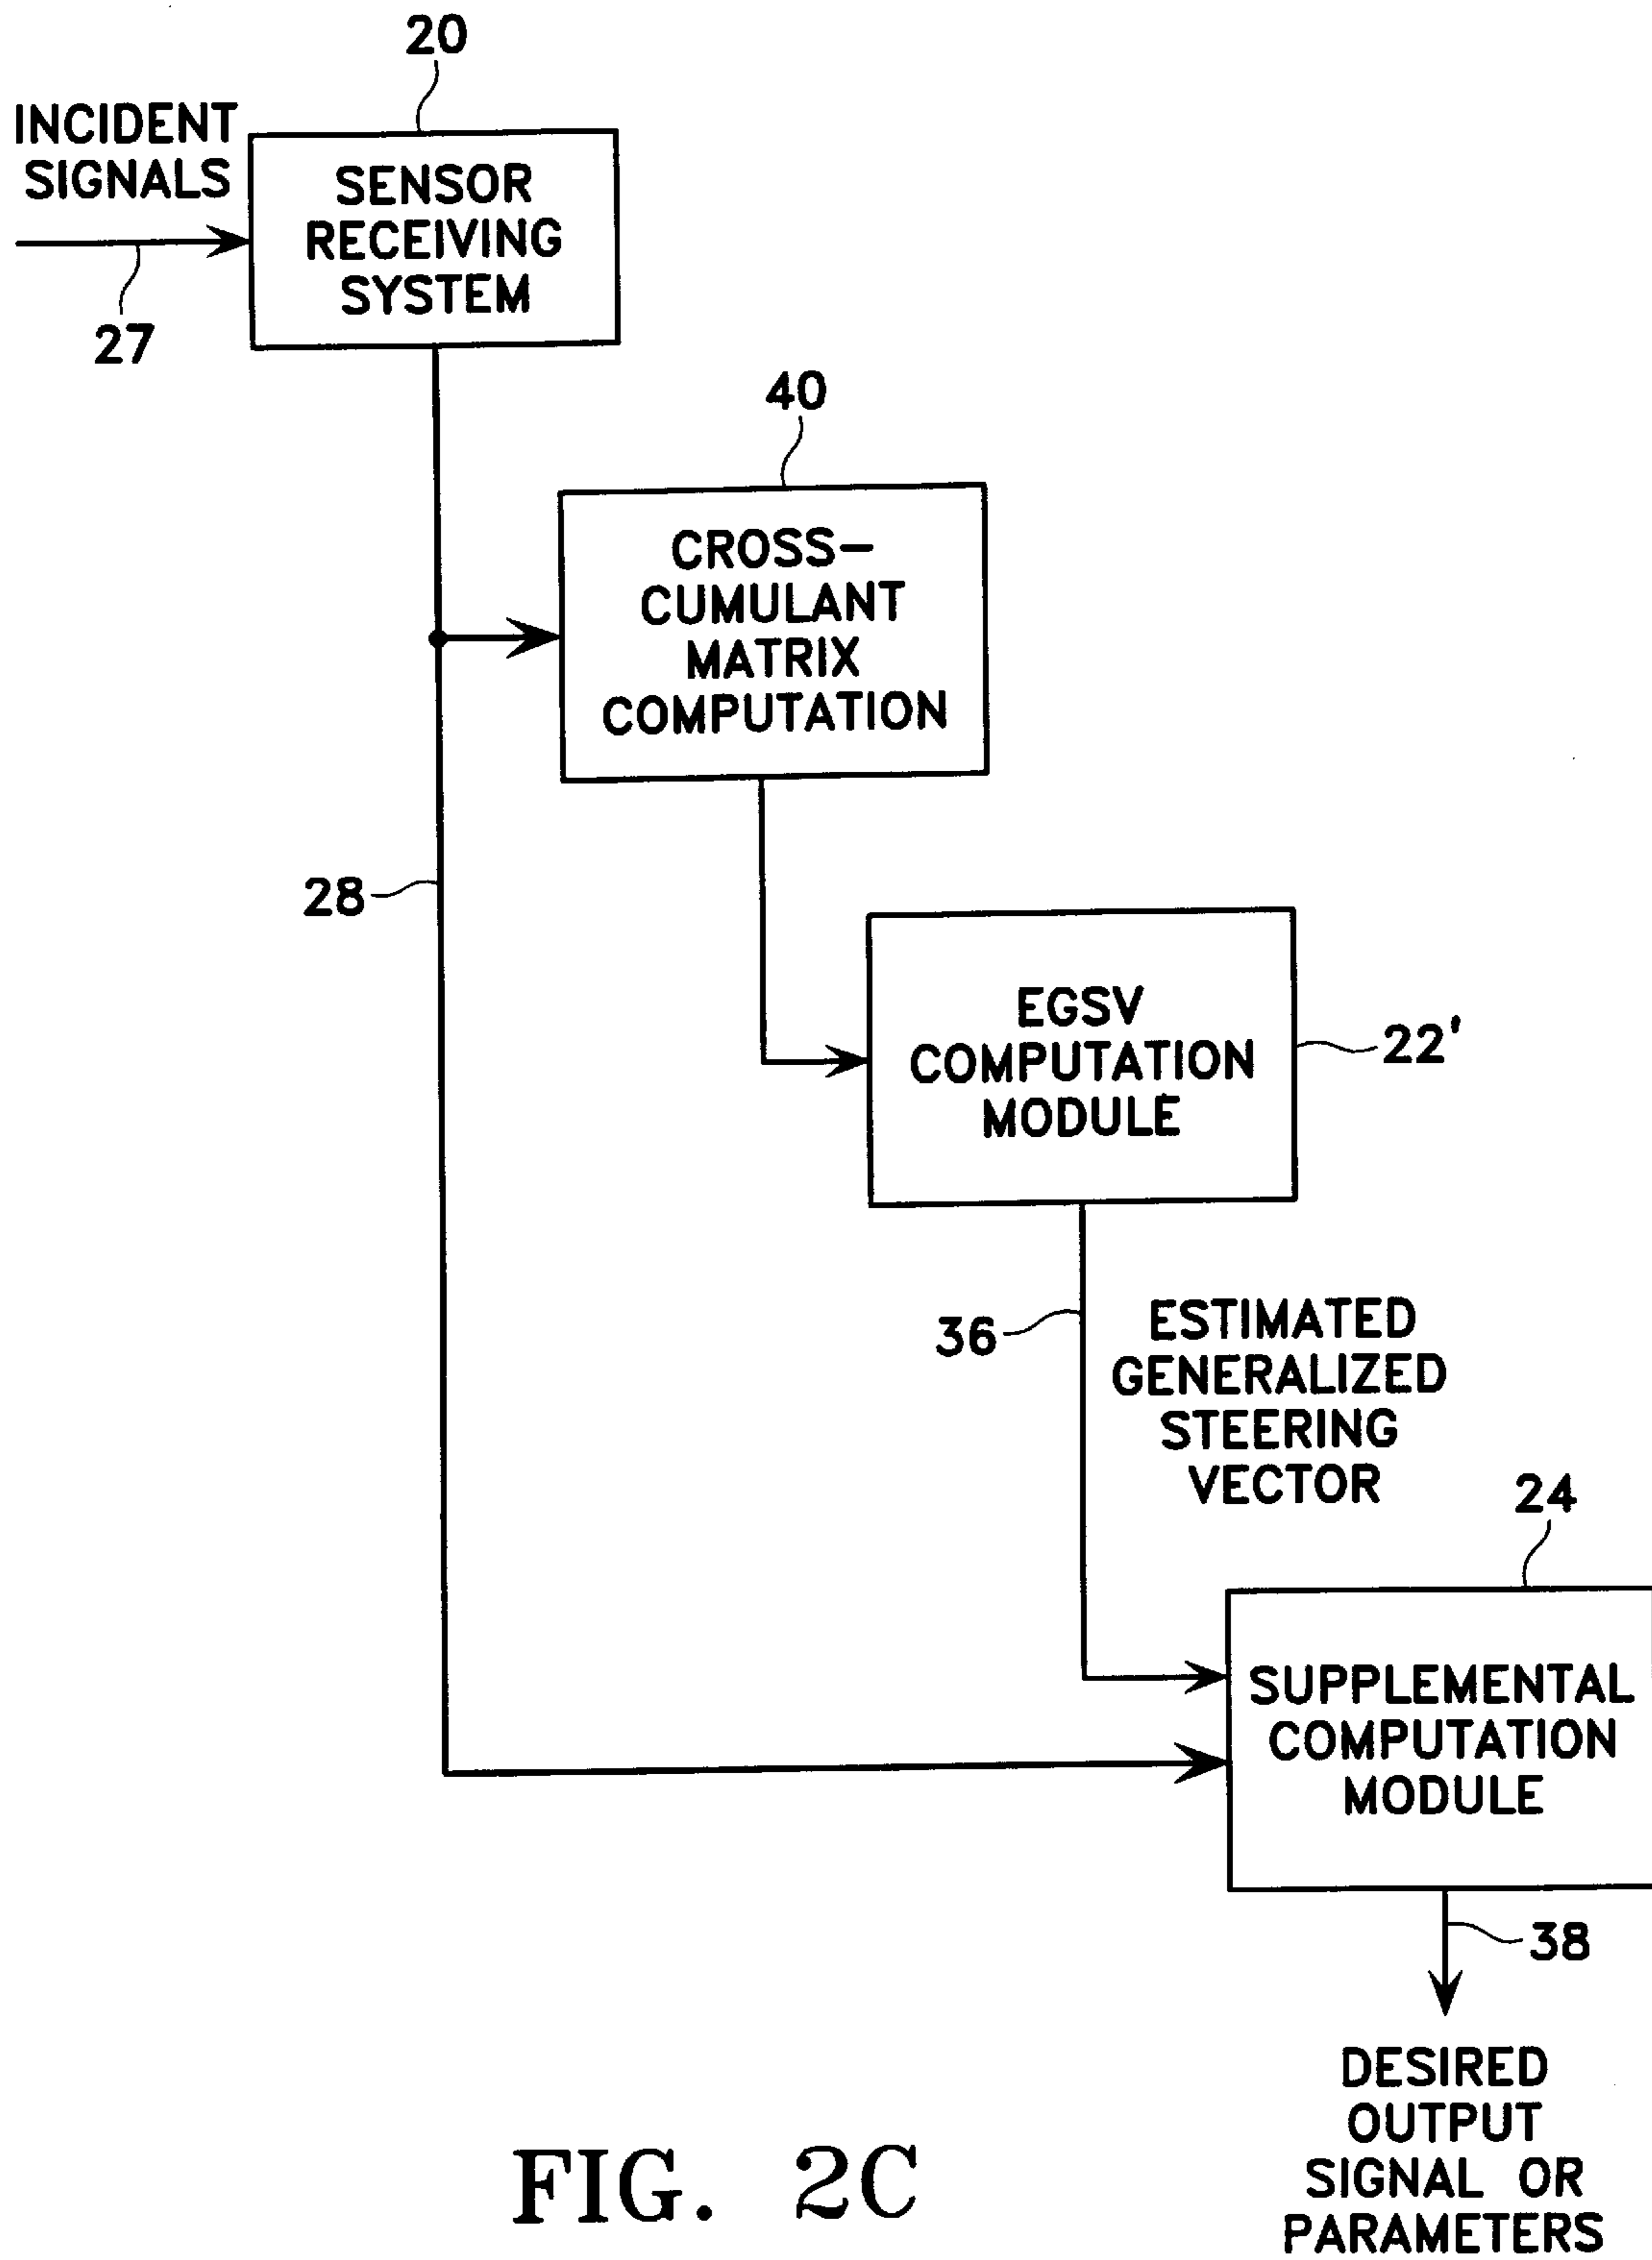 20
INCIDENT
SIGNALS
SENSOR
RECEIVING
SYSTEM
27
40
CROSS-
CUMULANT
MATRIX
COMPUTATION
28
EGSV
COMPUTATION
MODULE
22'
36
ESTIMATED
GENERALIZED
STEERING
VECTOR
24
SUPPLEMENTAL
COMPUTATION
MODULE
38
DESIRED
OUTPUT
SIGNAL OR
PARAMETERS
FIG. 2C